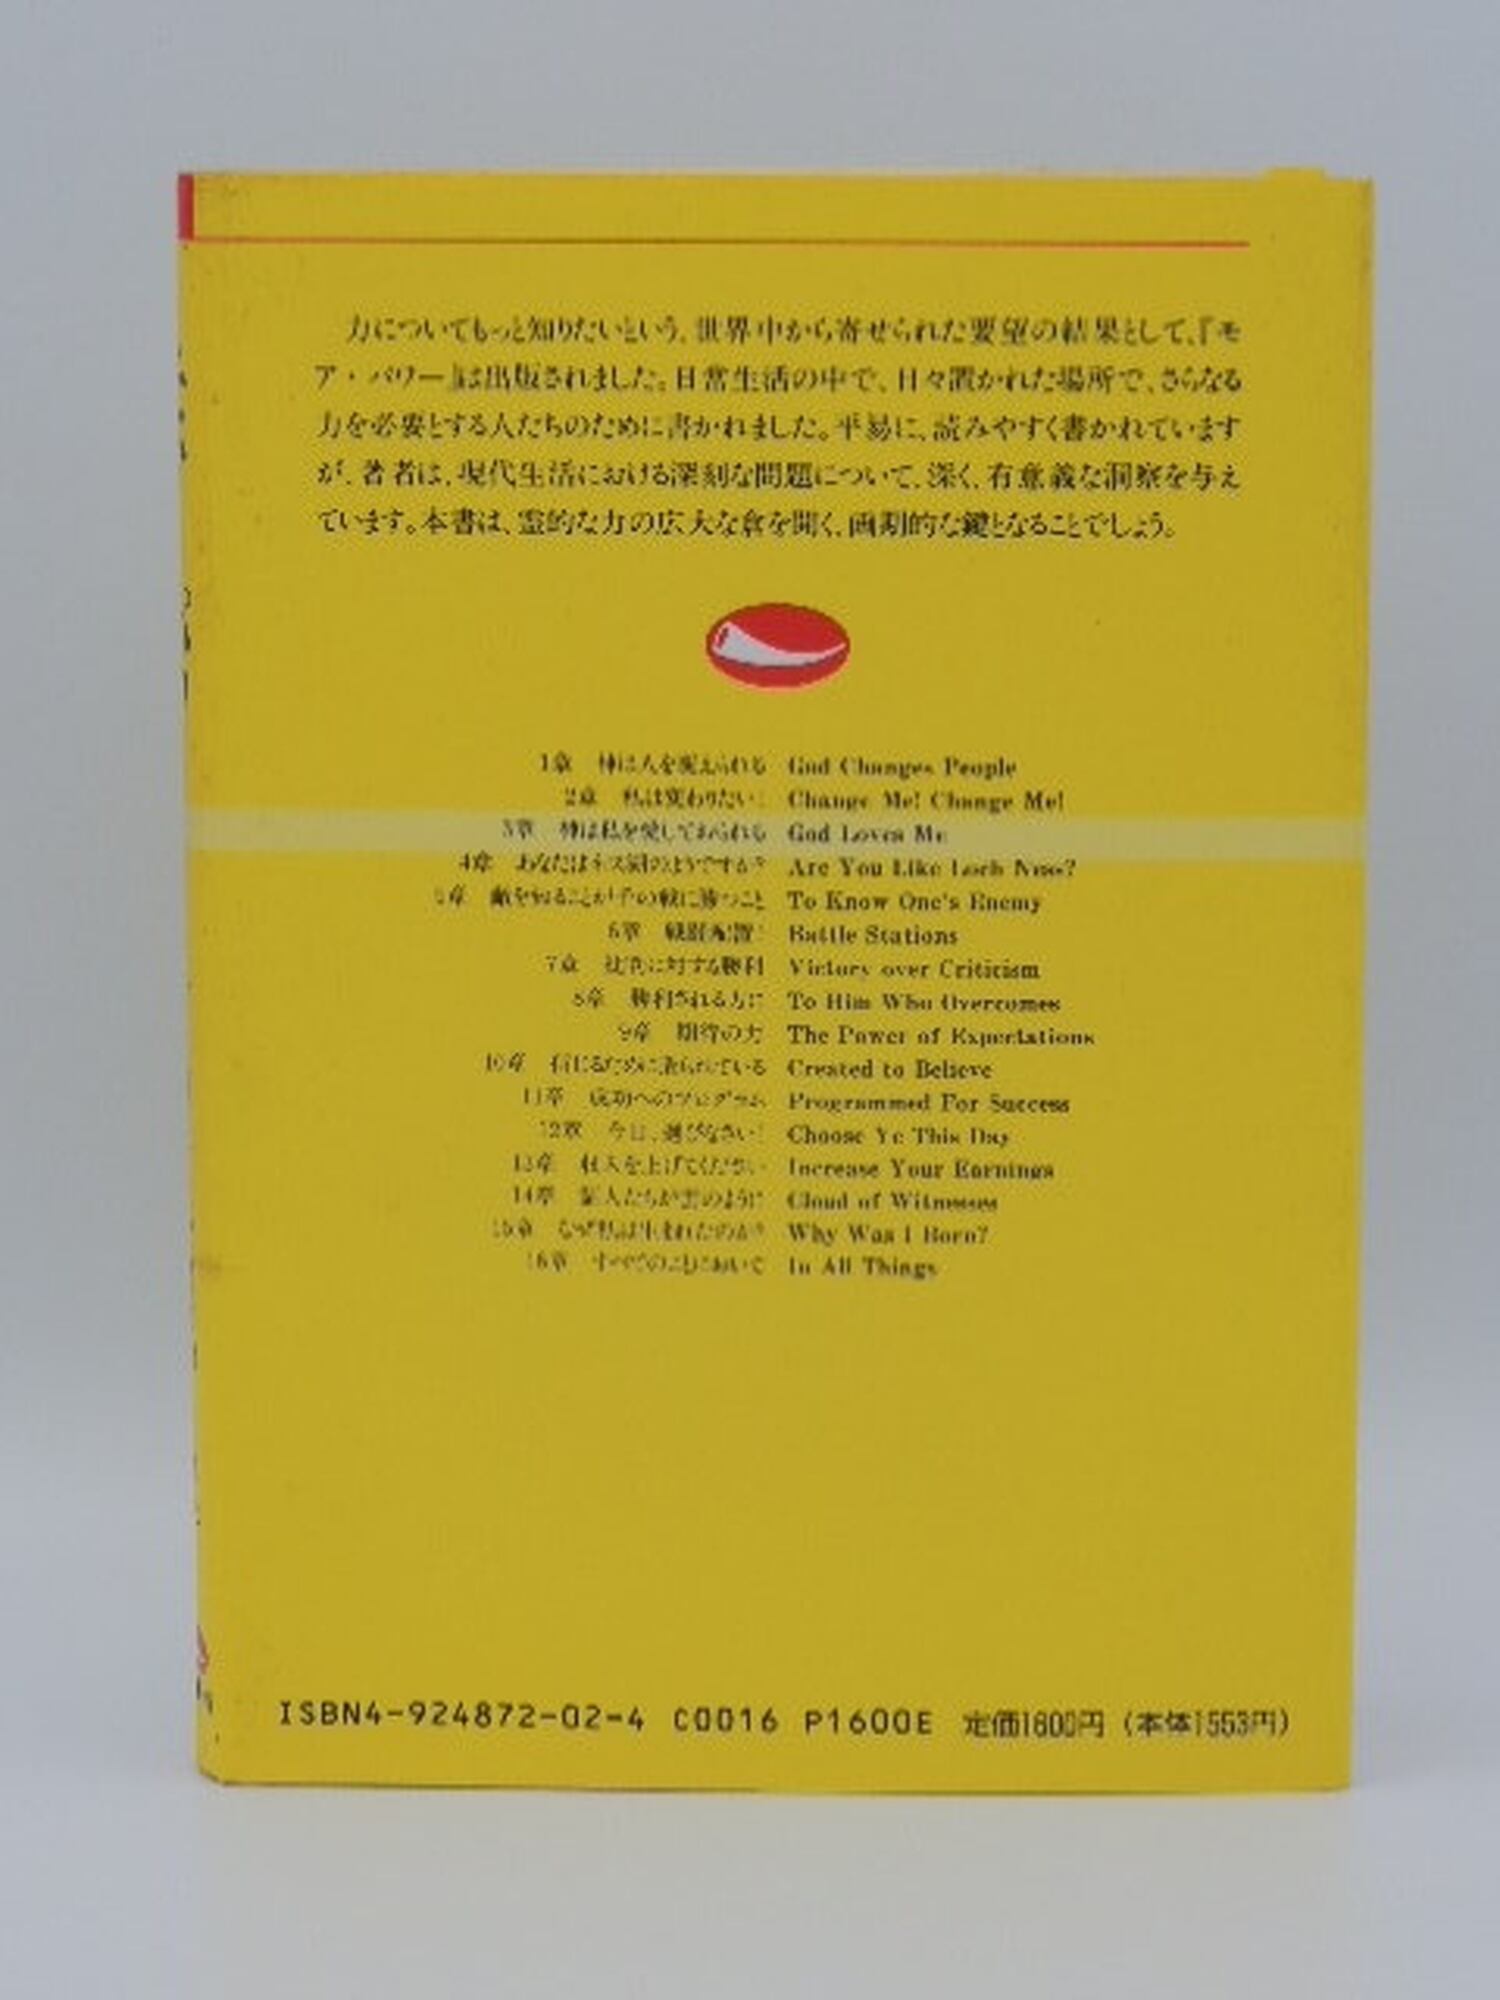 力についてもっと知りたいという、世界中から寄せられた要望の結果として、『モ
ア・パワー』は出版されました。日常生活の中で、日々置かれた場所で、さらなる
力を必要とする人たちのために書かれました。平易に、読みやすく書かれています
が、著者は、現代生活における深刻な問題について、深く、有意義な洞察を与え
ています。本書は、霊的な力の広大な倉を開く、画期的な鍵となることでしょう。
1章 神は人を変えられる God Changes People
2章 私は変わりたい! Change Me! Change Me!
3章 神は私を愛しておられる God Loves Me
4章 あなたはネス湖のようですか? Are You Like Loch Ness?
5章 敵を知ることがその戦に勝つこと To Know One's Enemy
6章 戦闘配置! Battle Stations
7章 批判に対する勝利 Victory over Criticism
8章 勝利される方に To Him Who Overcomes
9章 期待の力 The Power of Expectations
10章 信じるために造られている Created to Believe
11章 成功へのプログラム Programmed For Success
12章 今日、選びなさい! Choose Ye This Day
13章 収入を上げてください Increase Your Earnings
14章 証人たちが雲のように Cloud of Witnesses
15章 なぜ私は生まれたのか? Why Was I Born?
16章 すべてのことにおいて In All Things
ISBN4-924872-02-4 C0016 P1600E 定価1600円 (本体1553円)